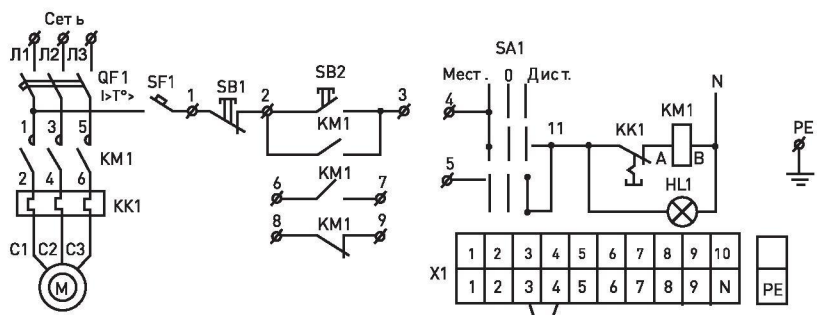 Сеть
Л1 Л2 Л3
QF1
I>T°>
SF1
1
SB1
2
SB2
3
KM1
1 3 5
KM1
2 4 6
KK1
C1 C2 C3
M
6 KM1 7
8 KM1 9
SA1
Мест. 0 Дист.
4
5
11
KK1
KM1
A B
HL1
N
PE
X1
1 2 3 4 5 6 7 8 9 10
1 2 3 4 5 6 7 8 9 N
PE